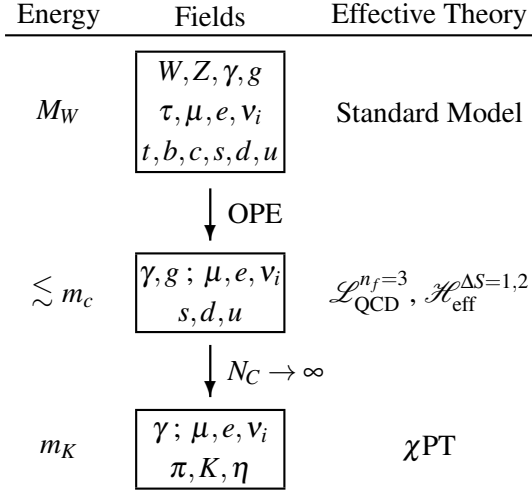 Energy Fields Effective Theory
W, Z, γ, g
M_W τ, μ, e, ν_i Standard Model
t, b, c, s, d, u
OPE
γ, g ; μ, e, ν_i
≲ m_c s, d, u ℒ_QCD^{n_f=3}, ℋ_eff^{ΔS=1,2}
N_C → ∞
γ ; μ, e, ν_i
m_K π, K, η χPT